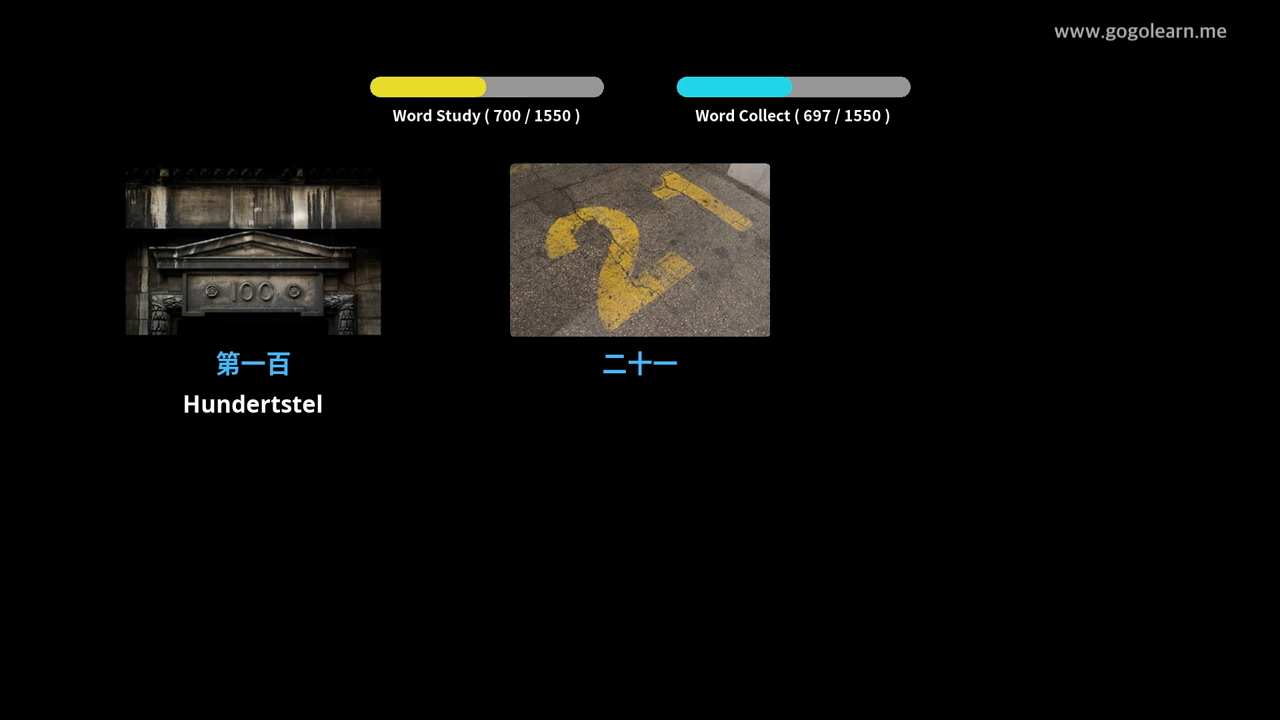 www.gogolearn.me
Word Study ( 700 / 1550 )
Word Collect ( 697 / 1550 )
100
21
第一百
二十一
Hundertstel